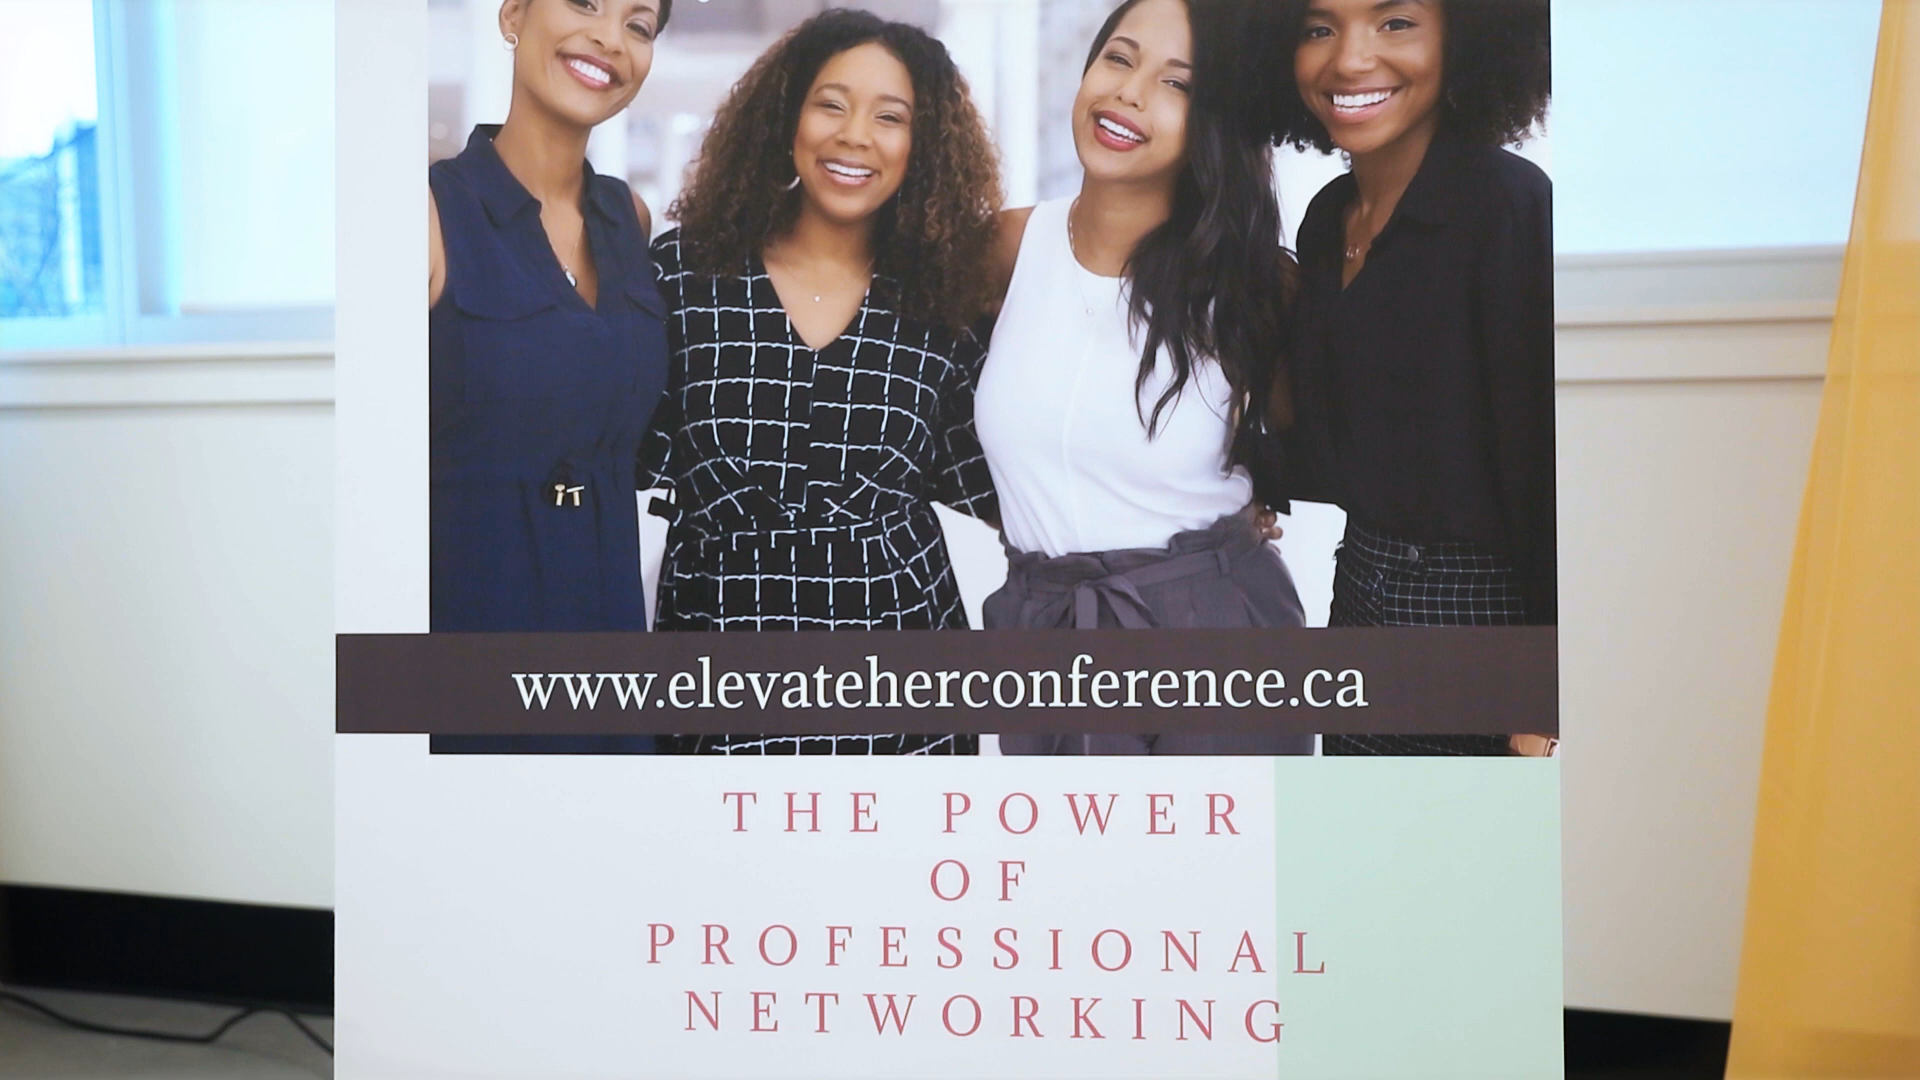 www.elevateherconference.ca
THE POWER
OF
PROFESSIONAL
NETWORKING